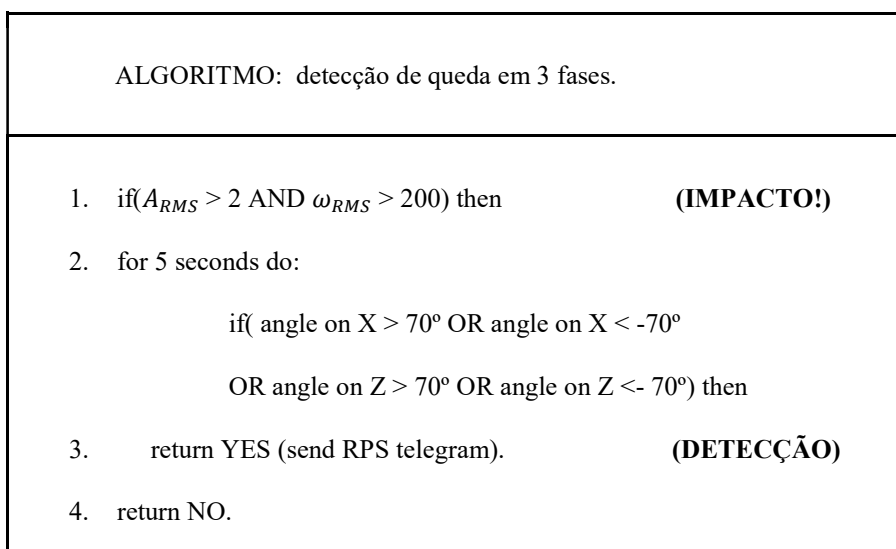 ALGORITMO: detecção de queda em 3 fases.
1. if(𝐴𝑅𝑀𝑆 > 2 AND 𝜔𝑅𝑀𝑆 > 200) then (IMPACTO!)
2. for 5 seconds do:
if( angle on X > 70º OR angle on X < -70º
OR angle on Z > 70º OR angle on Z <- 70º) then
3. return YES (send RPS telegram). (DETECÇÃO)
4. return NO.